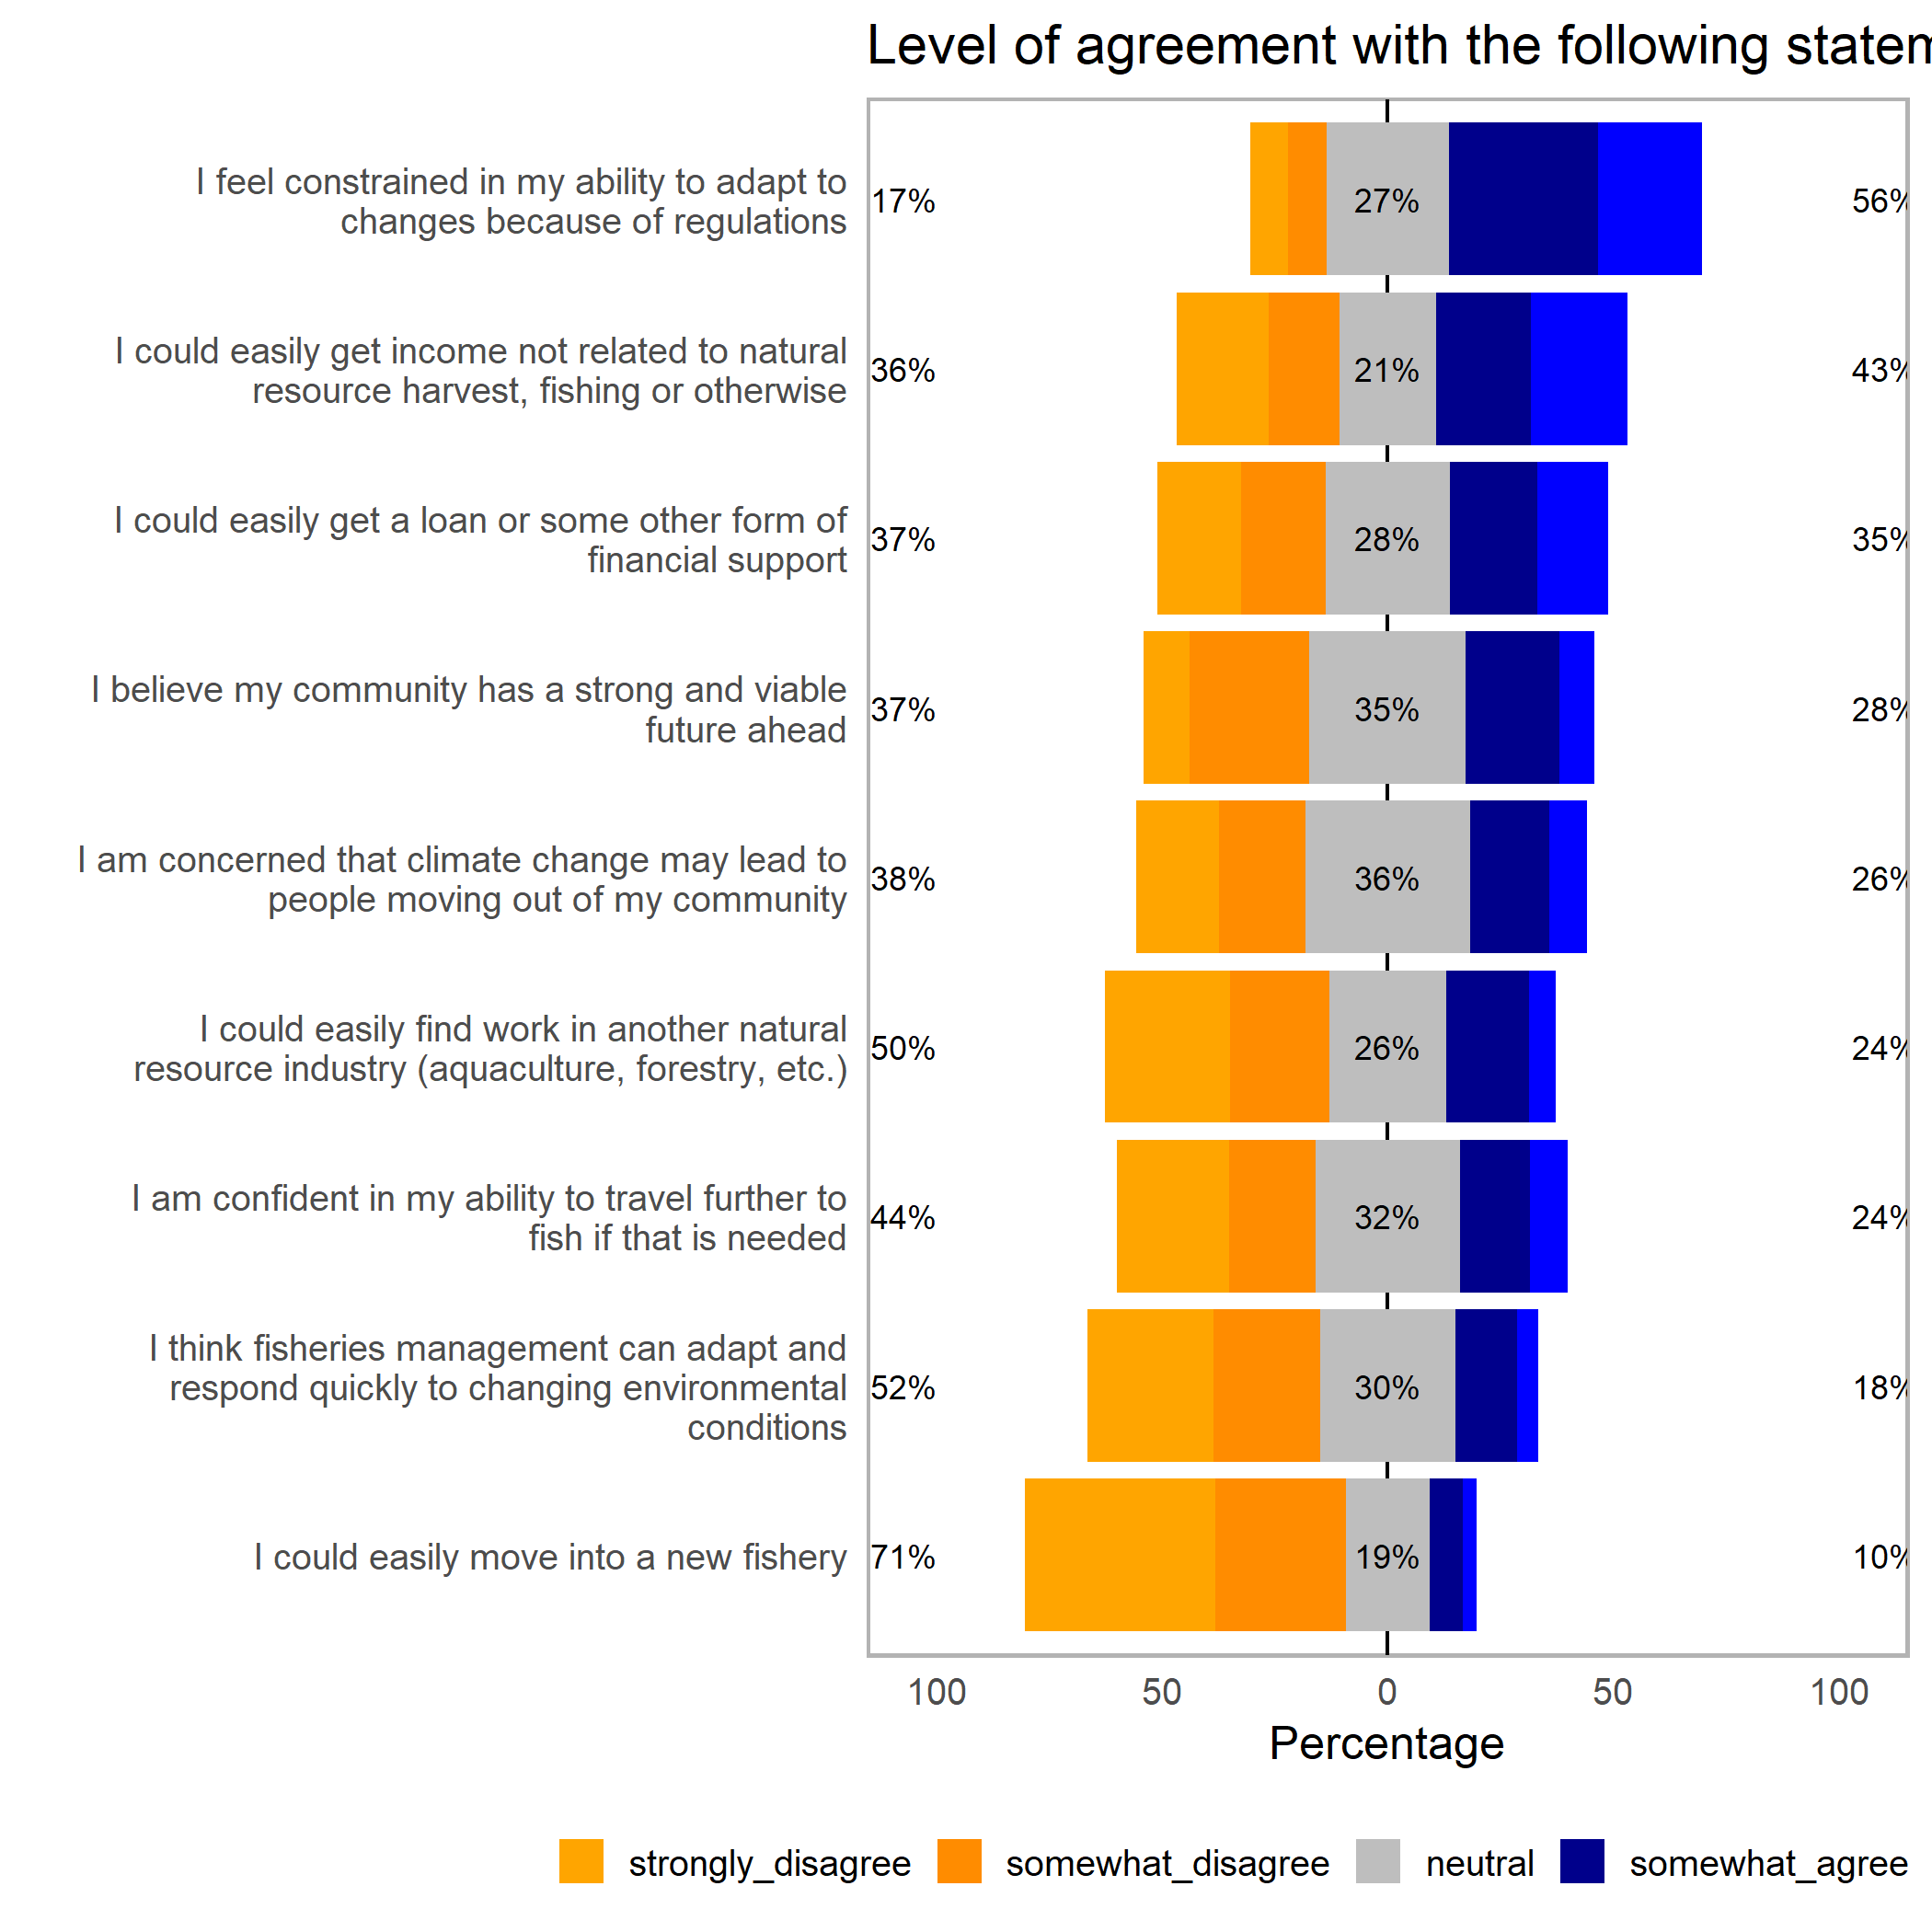 Level of agreement with the following statem
I feel constrained in my ability to adapt to
changes because of regulations
17%
27%
56%
I could easily get income not related to natural
resource harvest, fishing or otherwise
36%
21%
43%
I could easily get a loan or some other form of
financial support
37%
28%
35%
I believe my community has a strong and viable
future ahead
37%
35%
28%
I am concerned that climate change may lead to
people moving out of my community
38%
36%
26%
I could easily find work in another natural
resource industry (aquaculture, forestry, etc.)
50%
26%
24%
I am confident in my ability to travel further to
fish if that is needed
44%
32%
24%
I think fisheries management can adapt and
respond quickly to changing environmental
conditions
52%
30%
18%
I could easily move into a new fishery
71%
19%
10%
100 50 0 50 100
Percentage
strongly_disagree somewhat_disagree neutral somewhat_agree